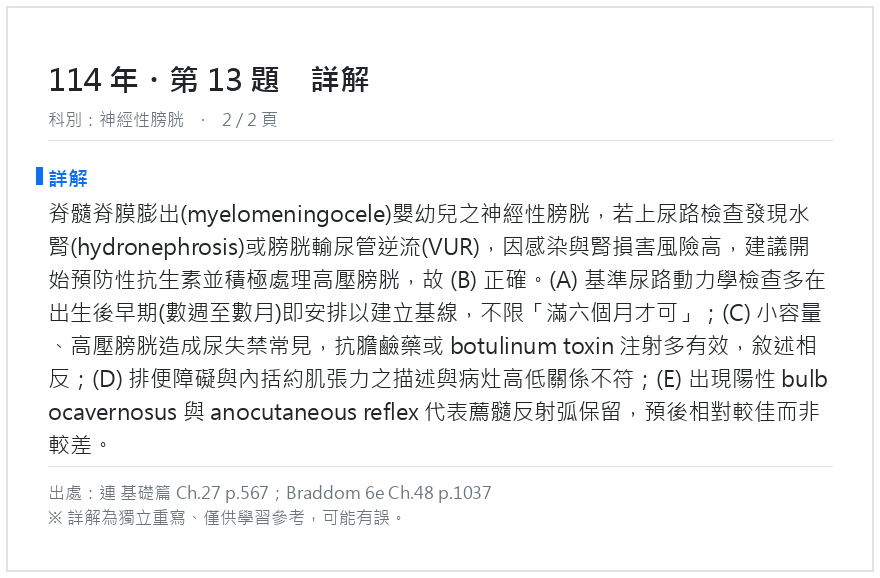 114 年・第 13 題　詳解
科別：神經性膀胱　·　2 / 2 頁
詳解
脊髓脊膜膨出(myelomeningocele)嬰幼兒之神經性膀胱，若上尿路檢查發現水
腎(hydronephrosis)或膀胱輸尿管逆流(VUR)，因感染與腎損害風險高，建議開
始預防性抗生素並積極處理高壓膀胱，故 (B) 正確。(A) 基準尿路動力學檢查多在
出生後早期(數週至數月)即安排以建立基線，不限「滿六個月才可」；(C) 小容量
、高壓膀胱造成尿失禁常見，抗膽鹼藥或 botulinum toxin 注射多有效，敘述相
反；(D) 排便障礙與內括約肌張力之描述與病灶高低關係不符；(E) 出現陽性 bulb
ocavernosus 與 anocutaneous reflex 代表薦髓反射弧保留，預後相對較佳而非
較差。
出處：連 基礎篇 Ch.27 p.567；Braddom 6e Ch.48 p.1037
※ 詳解為獨立重寫、僅供學習參考，可能有誤。